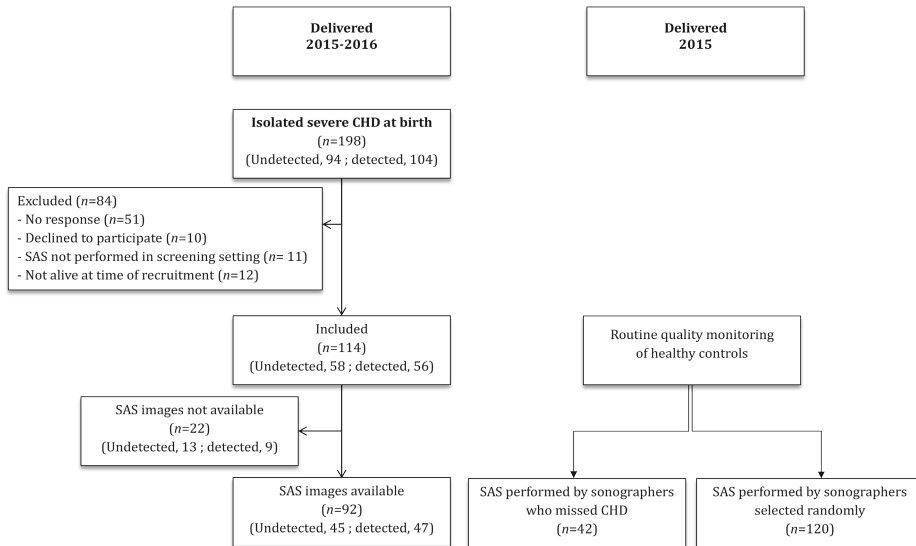 Delivered
2015-2016
Delivered
2015
Isolated severe CHD at birth
(n=198)
(Undetected, 94 ; detected, 104)
Excluded (n=84)
- No response (n=51)
- Declined to participate (n=10)
- SAS not performed in screening setting (n= 11)
- Not alive at time of recruitment (n=12)
Included
(n=114)
(Undetected, 58 ; detected, 56)
Routine quality monitoring
of healthy controls
SAS images not available
(n=22)
(Undetected, 13 ; detected, 9)
SAS images available
(n=92)
(Undetected, 45 ; detected, 47)
SAS performed by sonographers
who missed CHD
(n=42)
SAS performed by sonographers
selected randomly
(n=120)